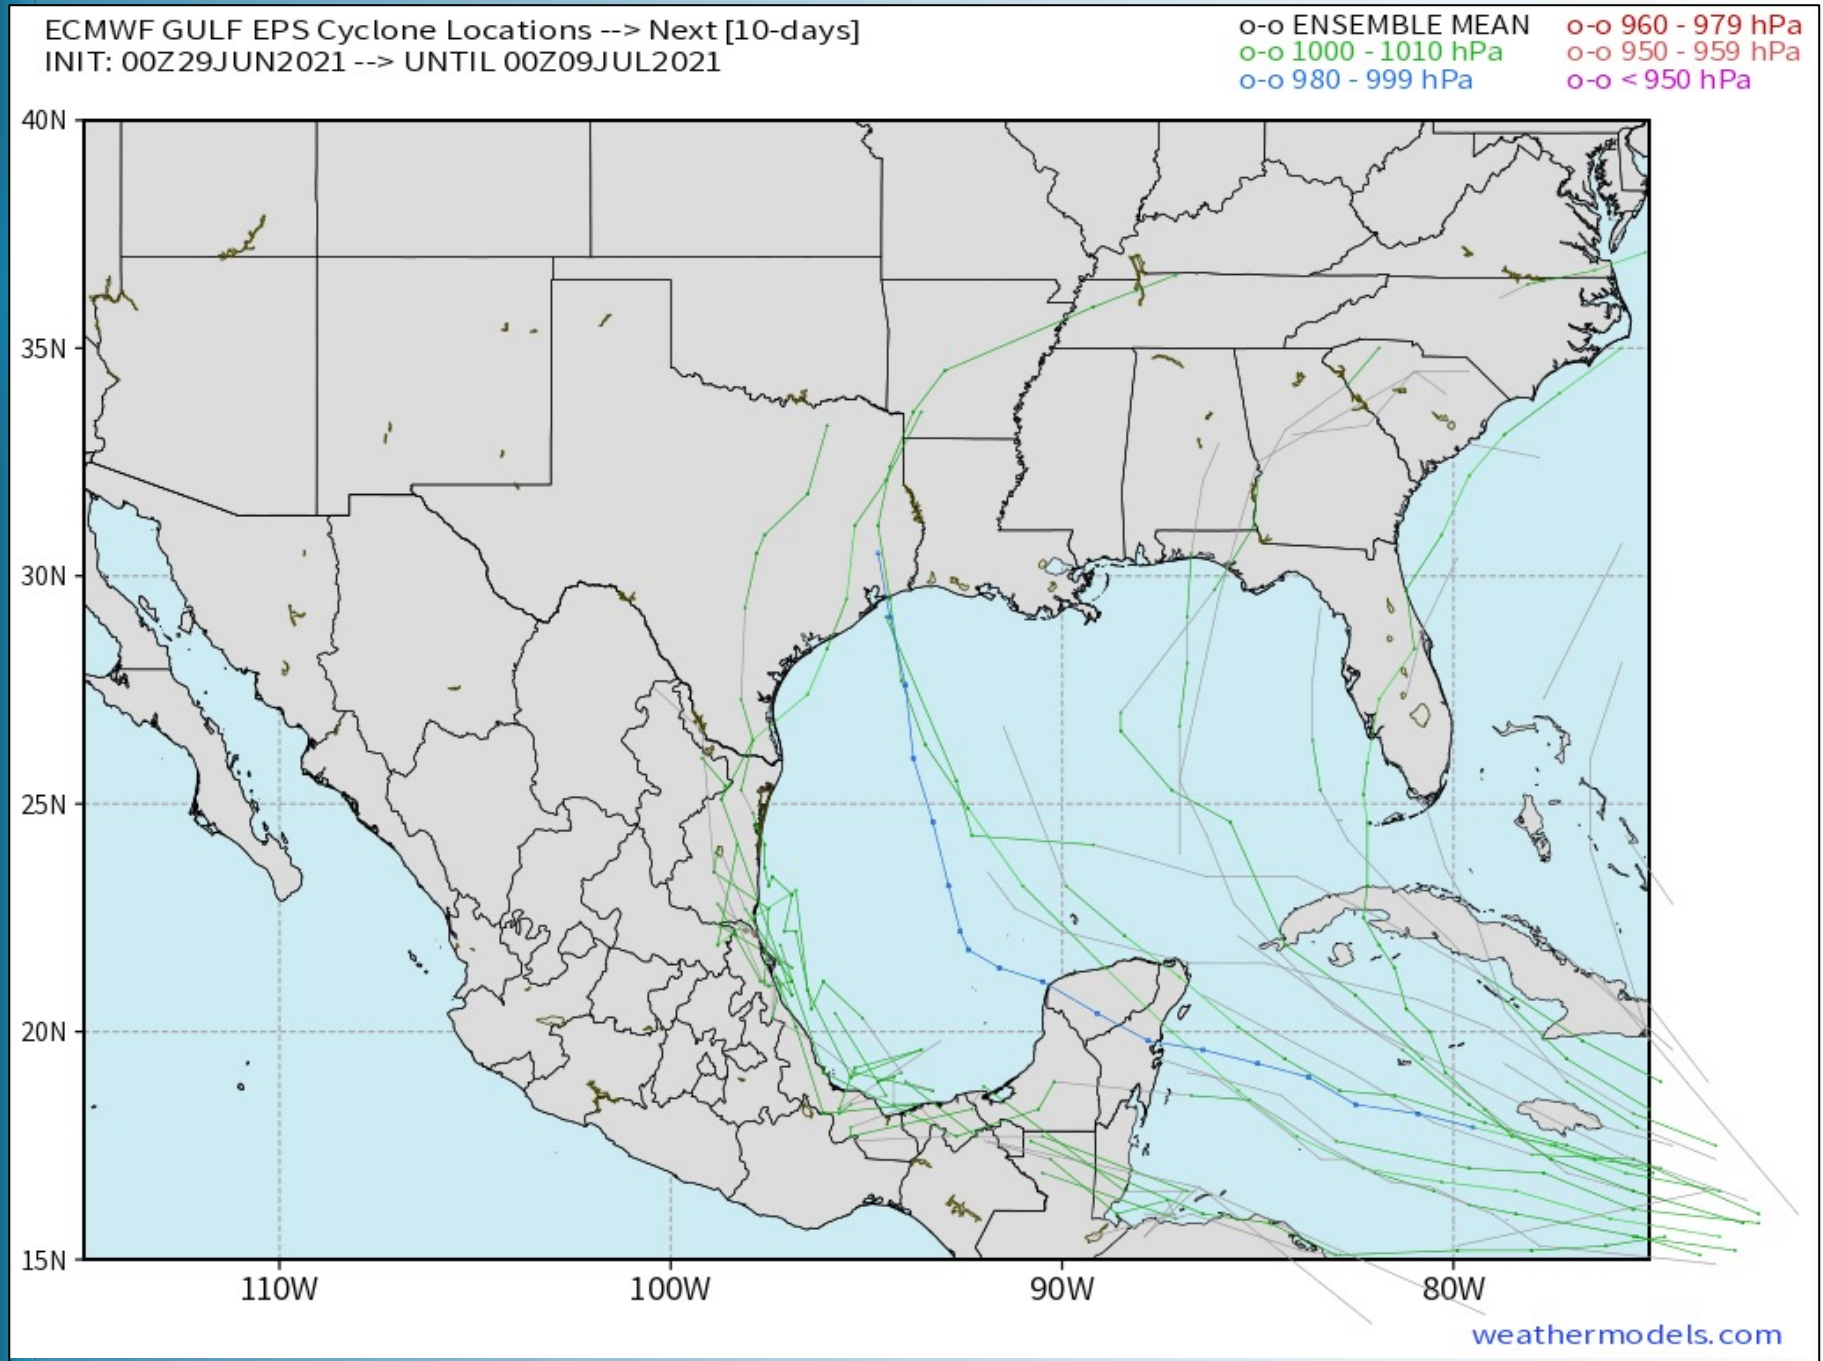 ECMWF GULF EPS Cyclone Locations --> Next [10-days]
INIT: 00Z29JUN2021 --> UNTIL 00Z09JUL2021
o-o ENSEMBLE MEAN
o-o 960 - 979 hPa
o-o 1000 - 1010 hPa
o-o 950 - 959 hPa
o-o 980 - 999 hPa
o-o < 950 hPa
40N
35N
30N
25N
20N
15N
110W
100W
90W
80W
weathermodels.com